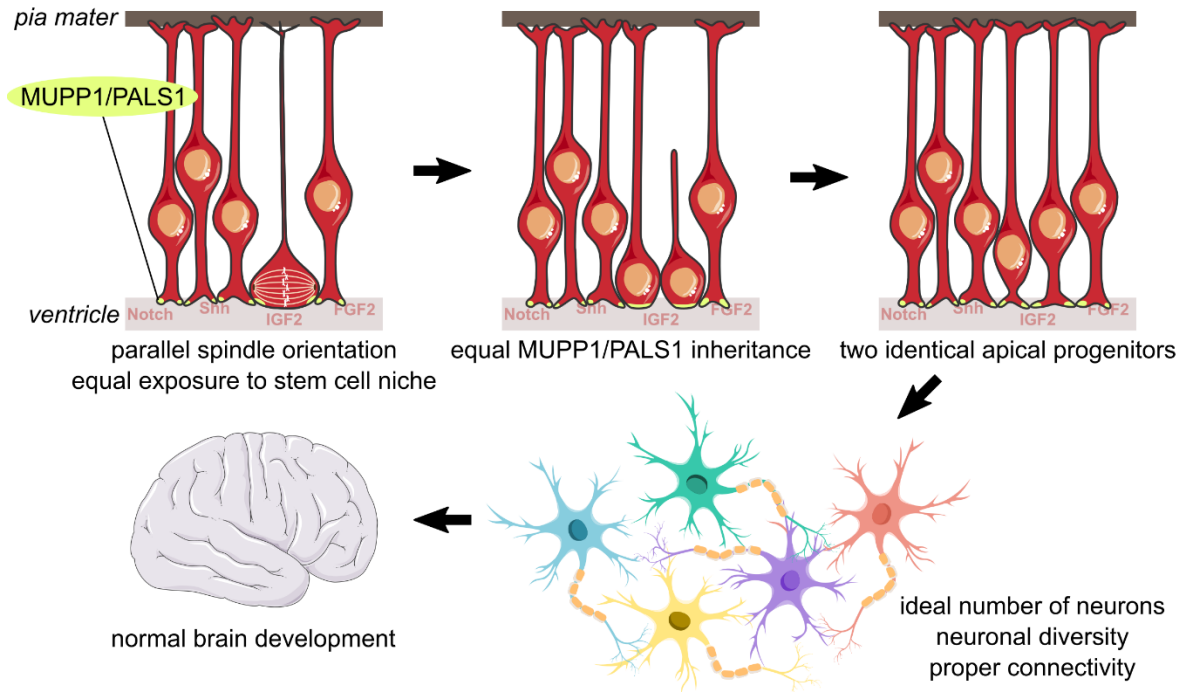 pia mater
MUPP1/PALS1
ventricle
Notch
Shh
IGF2
FGF2
Notch
Shh
IGF2
FGF2
Notch
Shh
IGF2
FGF2
parallel spindle orientation
equal exposure to stem cell niche
equal MUPP1/PALS1 inheritance
two identical apical progenitors
normal brain development
ideal number of neurons
neuronal diversity
proper connectivity